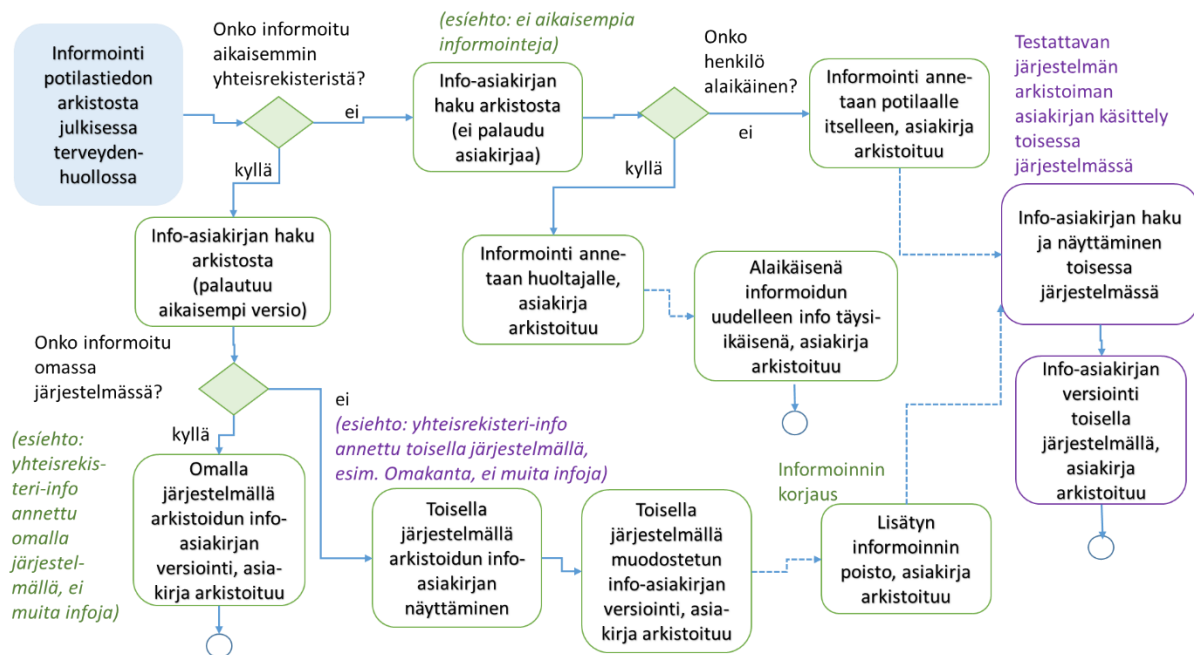 Informointi
potilastiedon
arkistosta
julkisessa
terveyden-
huollossa
Onko informoitu
aikaisemmin
yhteisrekisteristä?
ei
kyllä
(esíehto: ei aikaisempia
informointeja)
Info-asiakirjan
haku arkistosta
(ei palaudu
asiakirjaa)
Onko
henkilö
alaikäinen?
ei
kyllä
Informointi anne-
taan potilaalle
itselleen, asiakirja
arkistoituu
Testattavan
järjestelmän
arkistoiman
asiakirjan käsittely
toisessa
järjestelmässä
Info-asiakirjan haku
arkistosta
(palautuu
aikaisempi versio)
Informointi anne-
taan huoltajalle,
asiakirja
arkistoituu
Alaikäisenä
informoidun
uudelleen info täysi-
ikäisenä, asiakirja
arkistoituu
Info-asiakirjan haku
ja näyttäminen
toisessa
järjestelmässä
Onko informoitu
omassa
järjestelmässä?
ei
kyllä
(esíehto: yhteisrekisteri-info
annettu toisella järjestelmällä,
esim. Omakanta, ei muita infoja)
Info-asiakirjan
versiointi
toisella
järjestelmällä,
asiakirja
arkistoituu
(esíehto:
yhteisrekis-
teri-info
annettu
omalla
järjestel-
mällä, ei
muita infoja)
Omalla
järjestelmällä
arkistoidun info-
asiakirjan
versiointi, asia-
kirja arkistoituu
Toisella
järjestelmällä
arkistoidun info-
asiakirjan
näyttäminen
Toisella
järjestelmällä
muodostetun
info-asiakirjan
versiointi, asia-
kirja arkistoituu
Informoinnin
korjaus
Lisätyn
informoinnin
poisto, asiakirja
arkistoituu